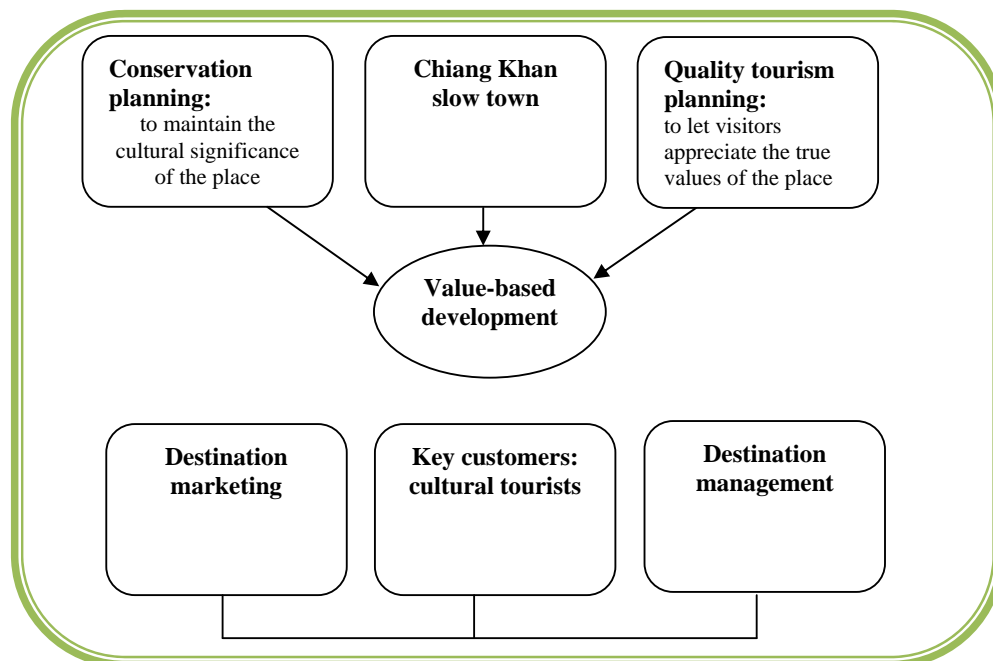 Conservation
planning:
to maintain the
cultural significance
of the place
Chiang Khan
slow town
Quality tourism
planning:
to let visitors
appreciate the true
values of the place
Value-based
development
Destination
marketing
Key customers:
cultural tourists
Destination
management